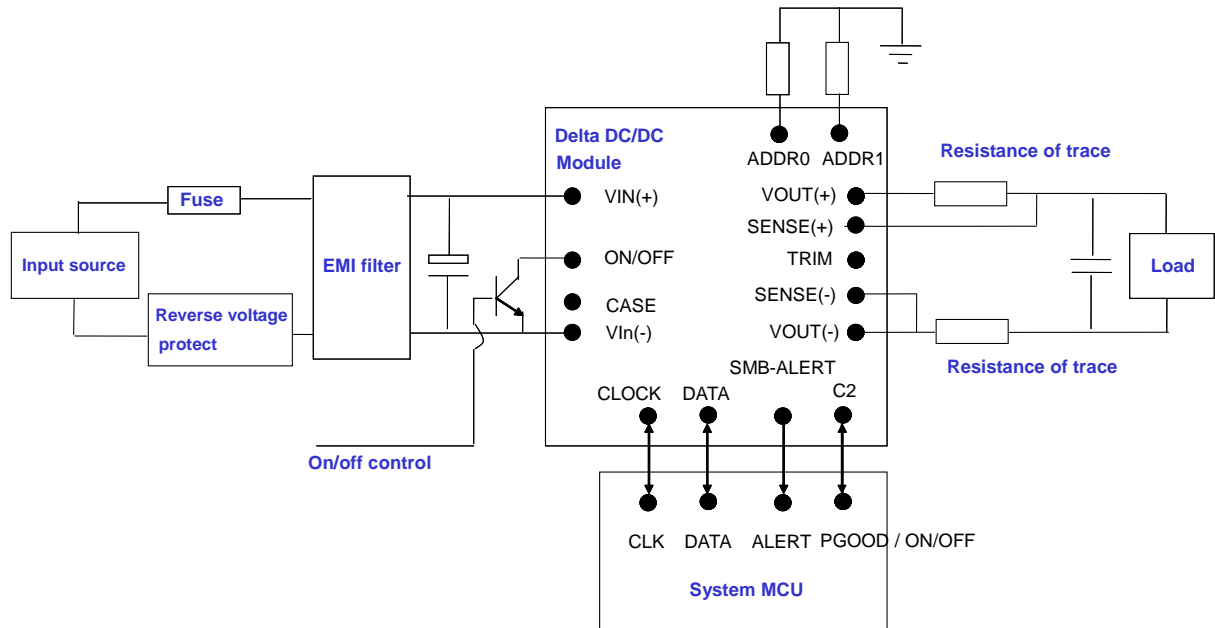 Delta DC/DC
Module
ADDR0 ADDR1
Resistance of trace
Fuse
VIN(+)
VOUT(+)
SENSE(+)
Input source
EMI filter
ON/OFF
TRIM
Load
CASE
SENSE(-)
Reverse voltage
protect
VIn(-)
VOUT(-)
Resistance of trace
SMB-ALERT
CLOCK DATA
C2
On/off control
CLK DATA ALERT PGOOD / ON/OFF
System MCU